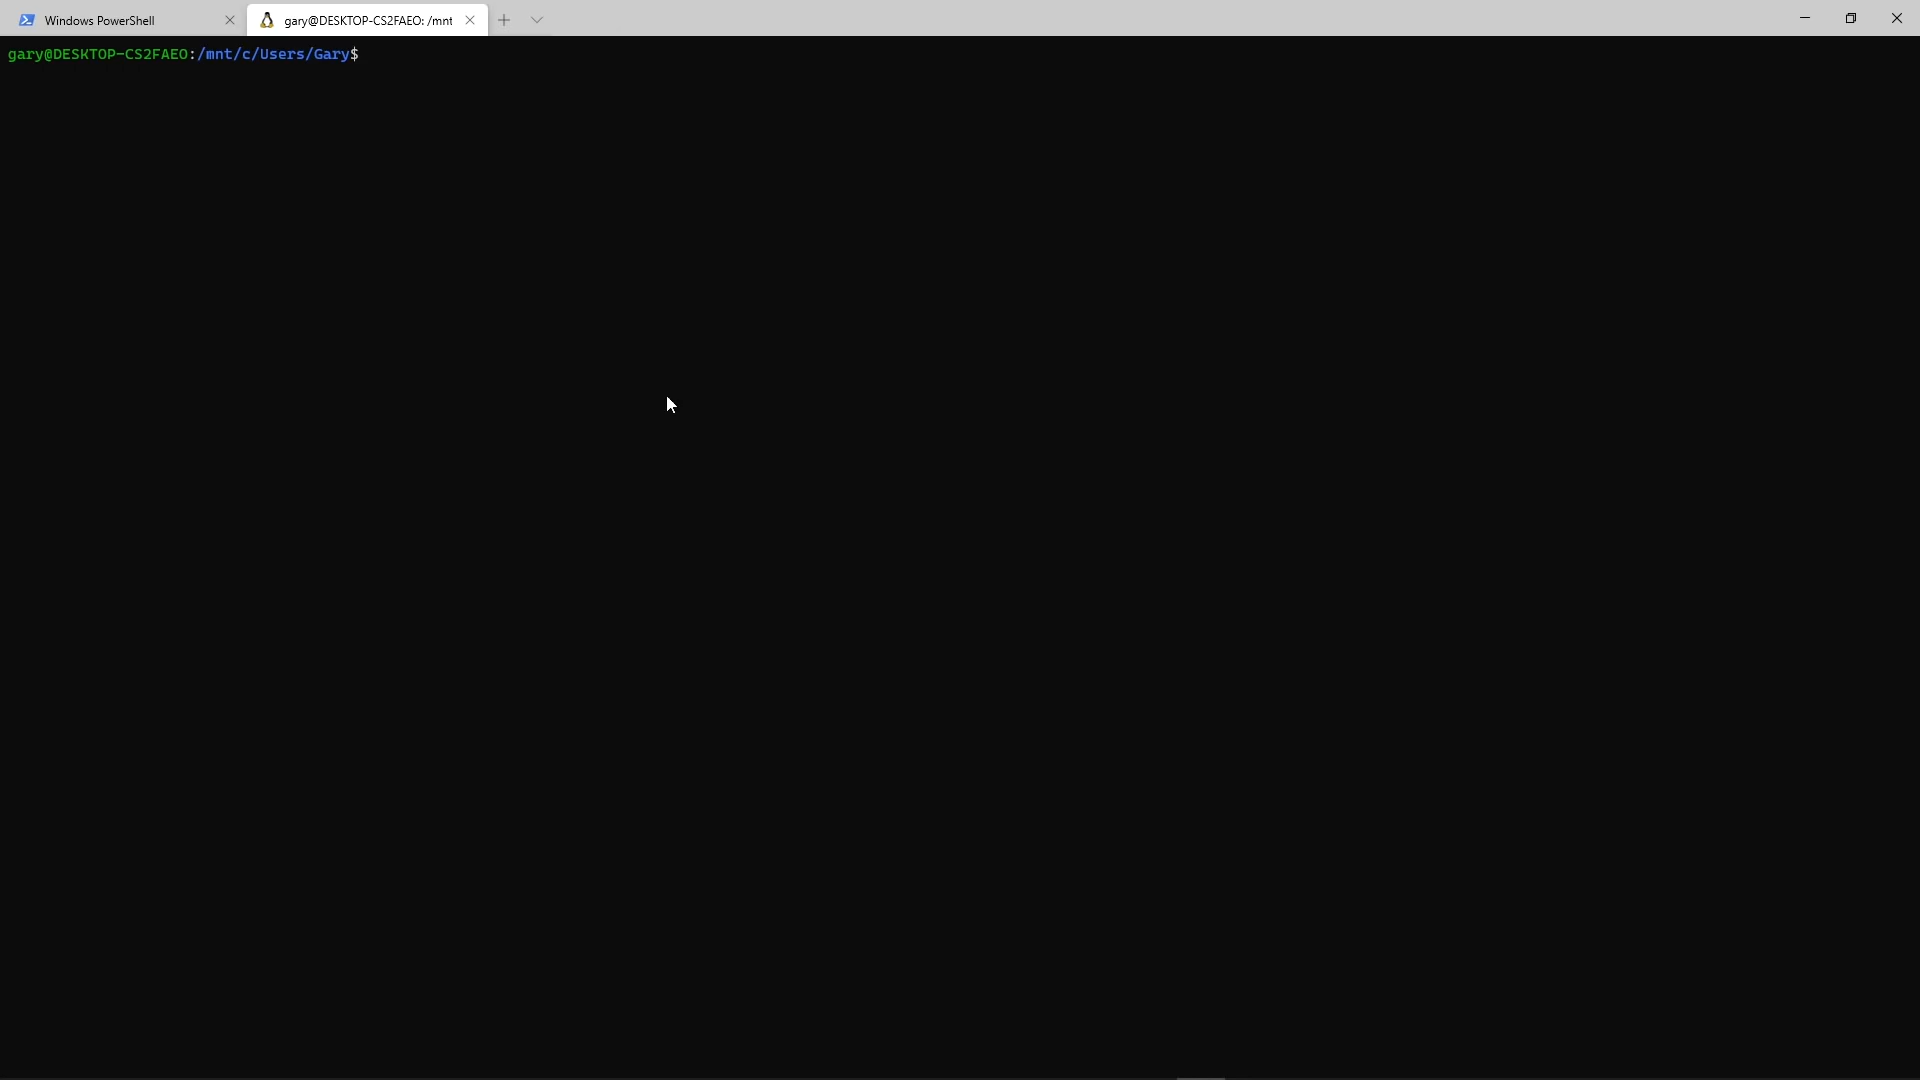 Windows PowerShell
gary@DESKTOP-CS2FAEO: /mnt
gary@DESKTOP-CS2FAEO:/mnt/c/Users/Gary$